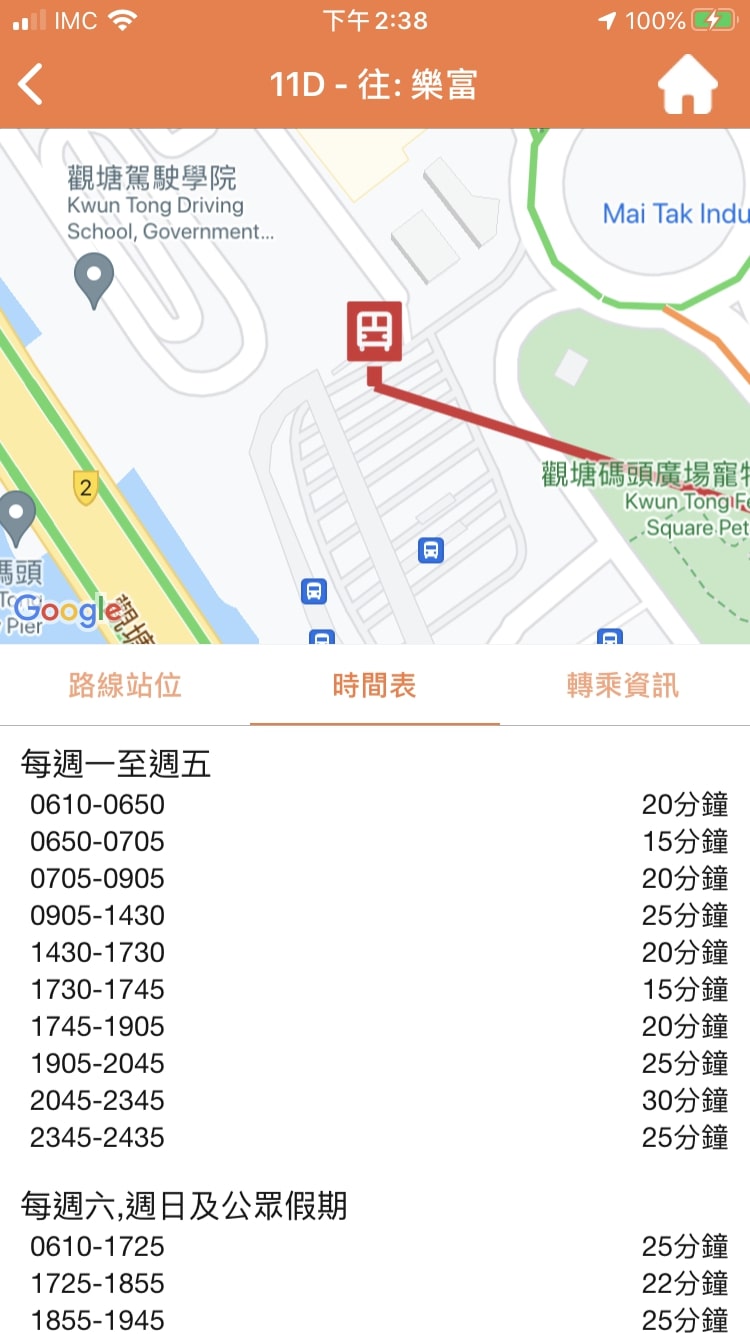 IMC
下午2:38
100%
11D - 往: 樂富
觀塘駕駛學院
Kwun Tong Driving
School, Government...
Mai Tak Indu
2
觀塘碼頭廣場寵物
Kwun Tong Fe
Square Pet
碼頭
Pier
Google
觀塘
路線站位
時間表
轉乘資訊
每週一至週五
0610-0650 20分鐘
0650-0705 15分鐘
0705-0905 20分鐘
0905-1430 25分鐘
1430-1730 20分鐘
1730-1745 15分鐘
1745-1905 20分鐘
1905-2045 25分鐘
2045-2345 30分鐘
2345-2435 25分鐘
每週六,週日及公眾假期
0610-1725 25分鐘
1725-1855 22分鐘
1855-1945 25分鐘